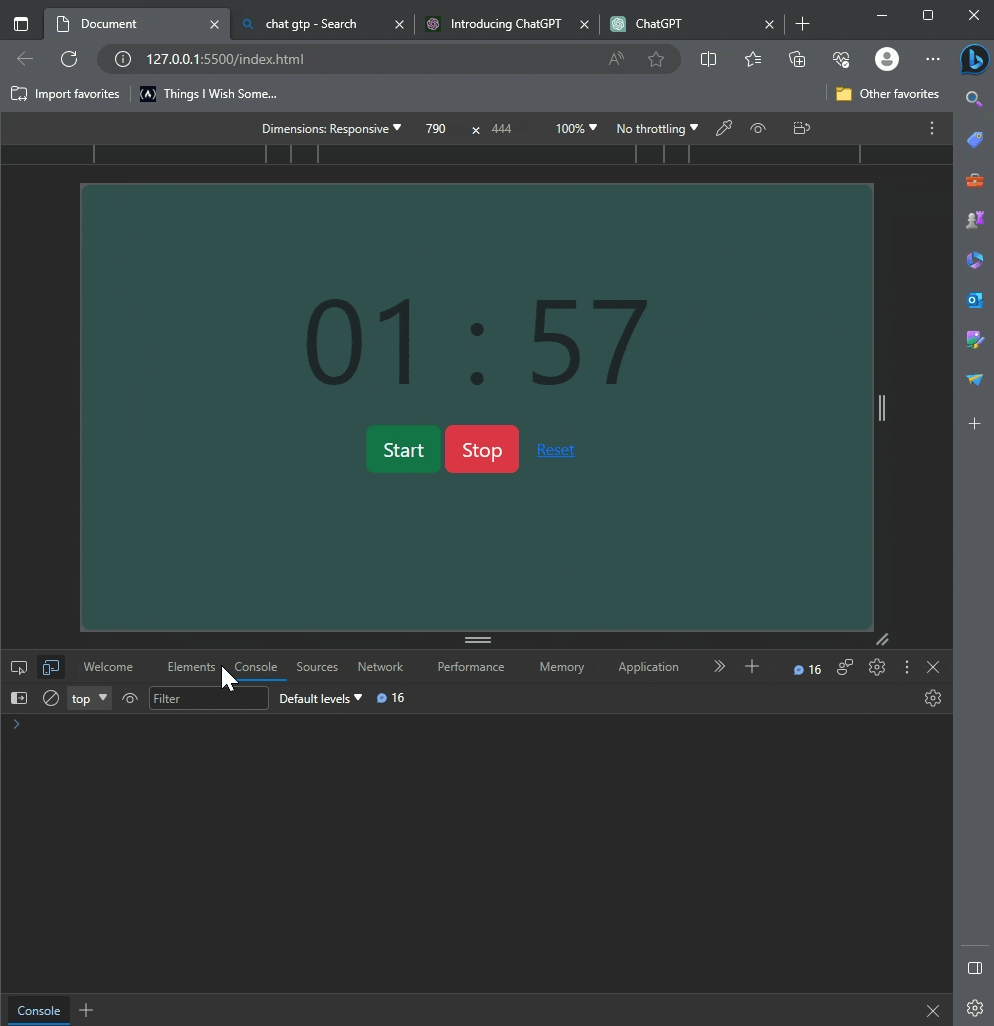 Document
chat gtp - Search
Introducing ChatGPT
ChatGPT
127.0.0.1:5500/index.html
Import favorites
Things I Wish Some...
Other favorites
Dimensions: Responsive
790 × 444
100%
No throttling
01 : 57
Start
Stop
Reset
Welcome
Elements
Console
Sources
Network
Performance
Memory
Application
16
top
Filter
Default levels
16
Console